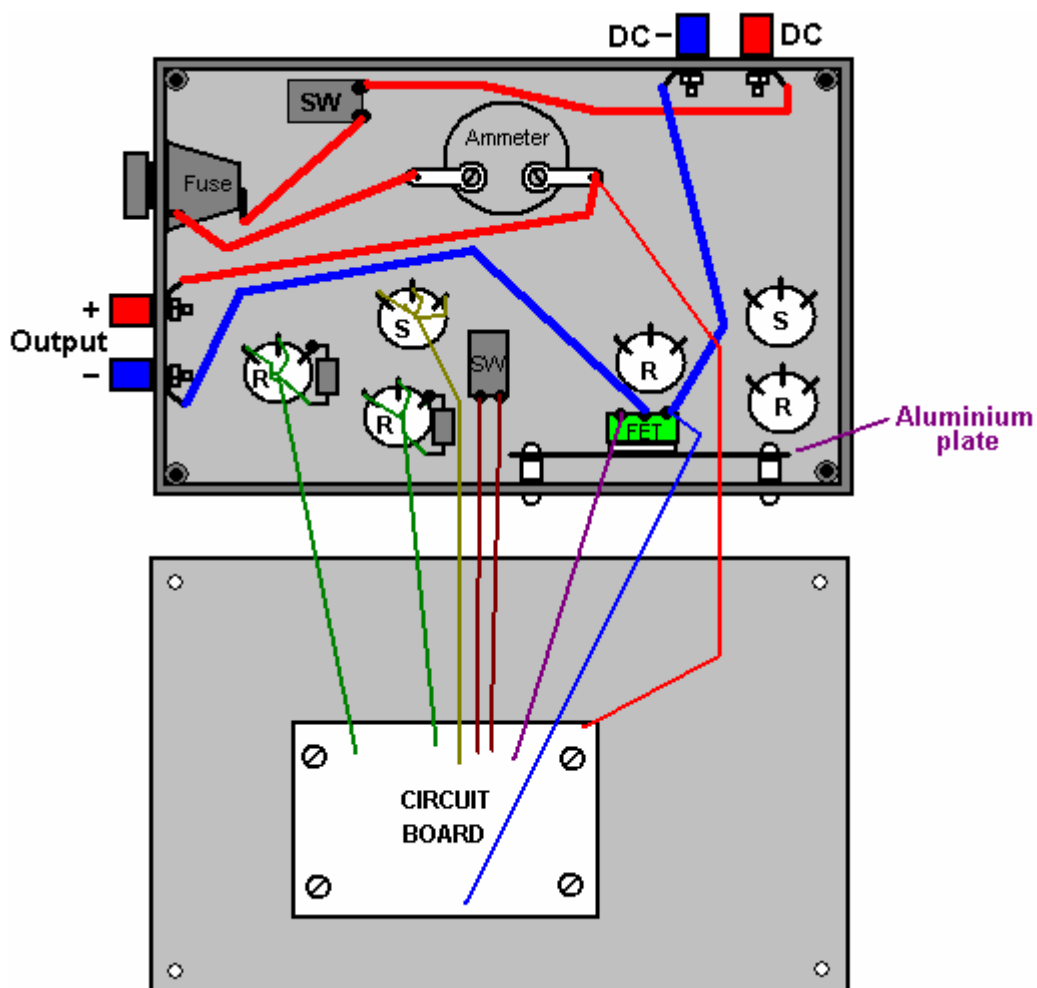 DC - DC
SW
Ammeter
Fuse
+
Output
-
S
R
R
SW
R
S
R
FET
Aluminium
plate
CIRCUIT
BOARD